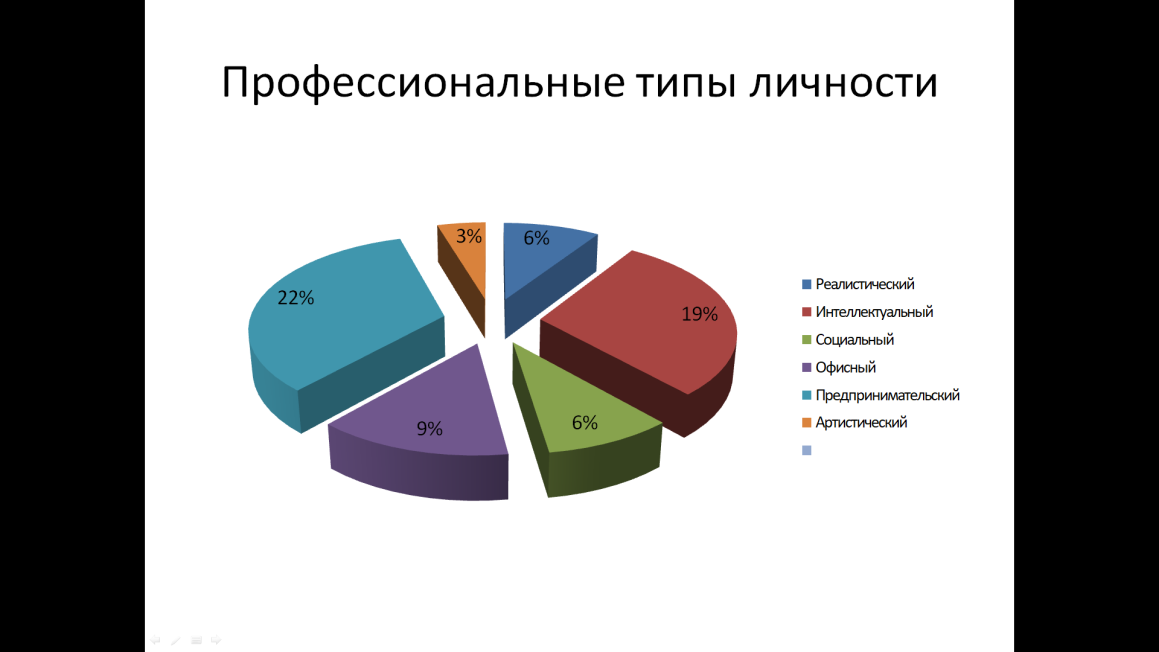 Профессиональные типы личности
3%
6%
22%
19%
6%
9%
Реалистический
Интеллектуальный
Социальный
Офисный
Предпринимательский
Артистический